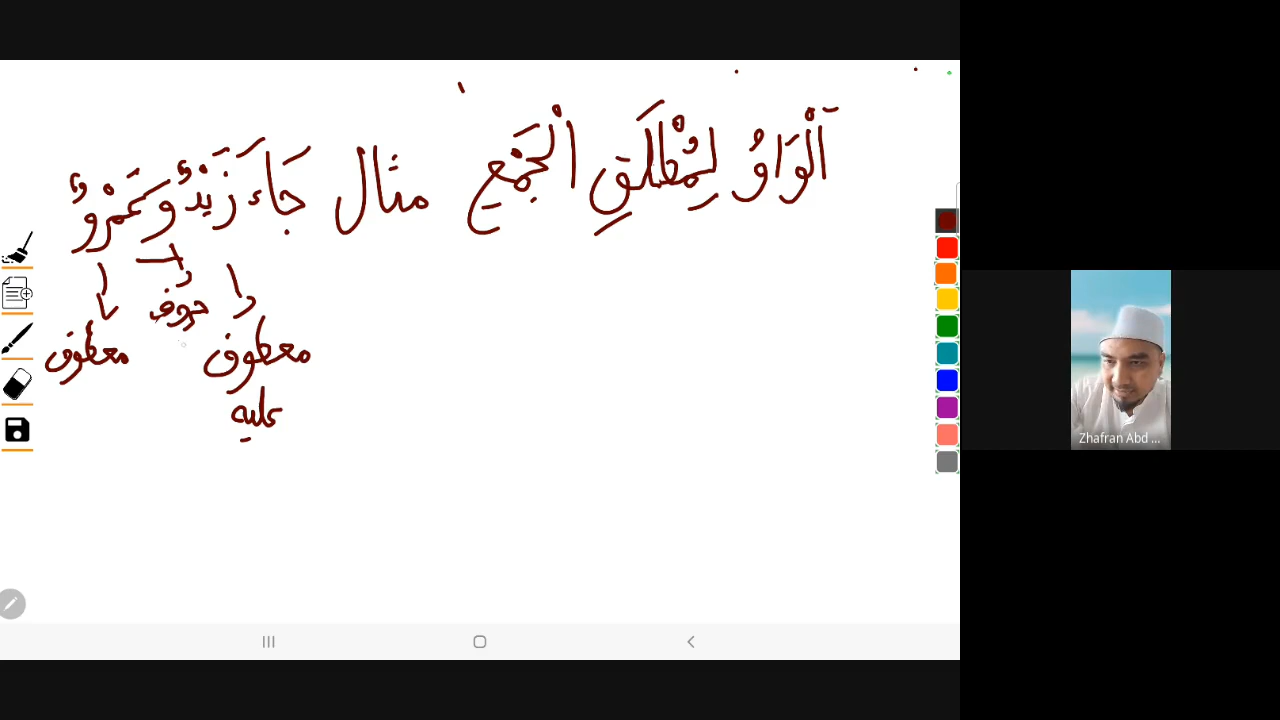 اَلْوَاوُ لِمُطْلَقِ الْجَمْعِ مثال جَاءَ زَيْدٌ وَعَمْرٌو
معطوف حرف معطوف
عليه
Zhafran Abd ...